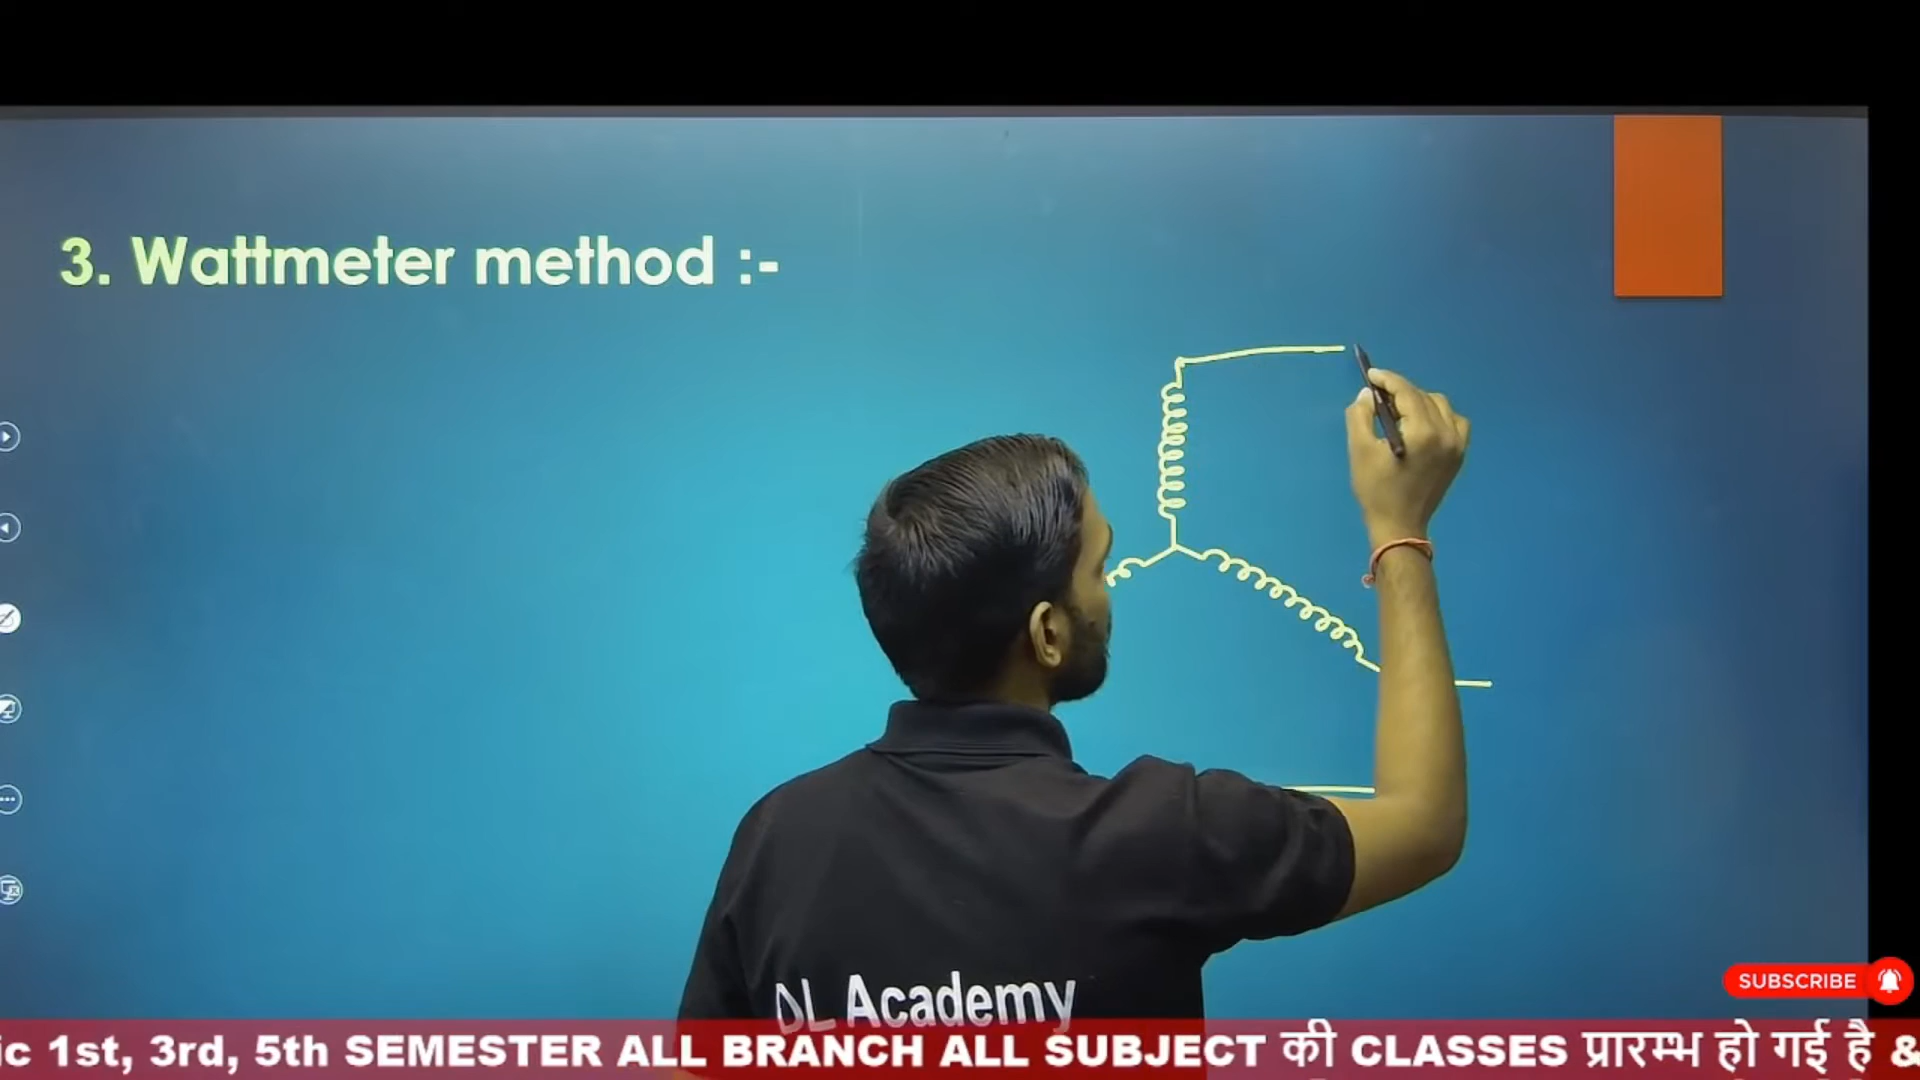 3. Wattmeter method :-
DL Academy
SUBSCRIBE
ic 1st, 3rd, 5th SEMESTER ALL BRANCH ALL SUBJECT की CLASSES प्रारम्भ हो गई है &